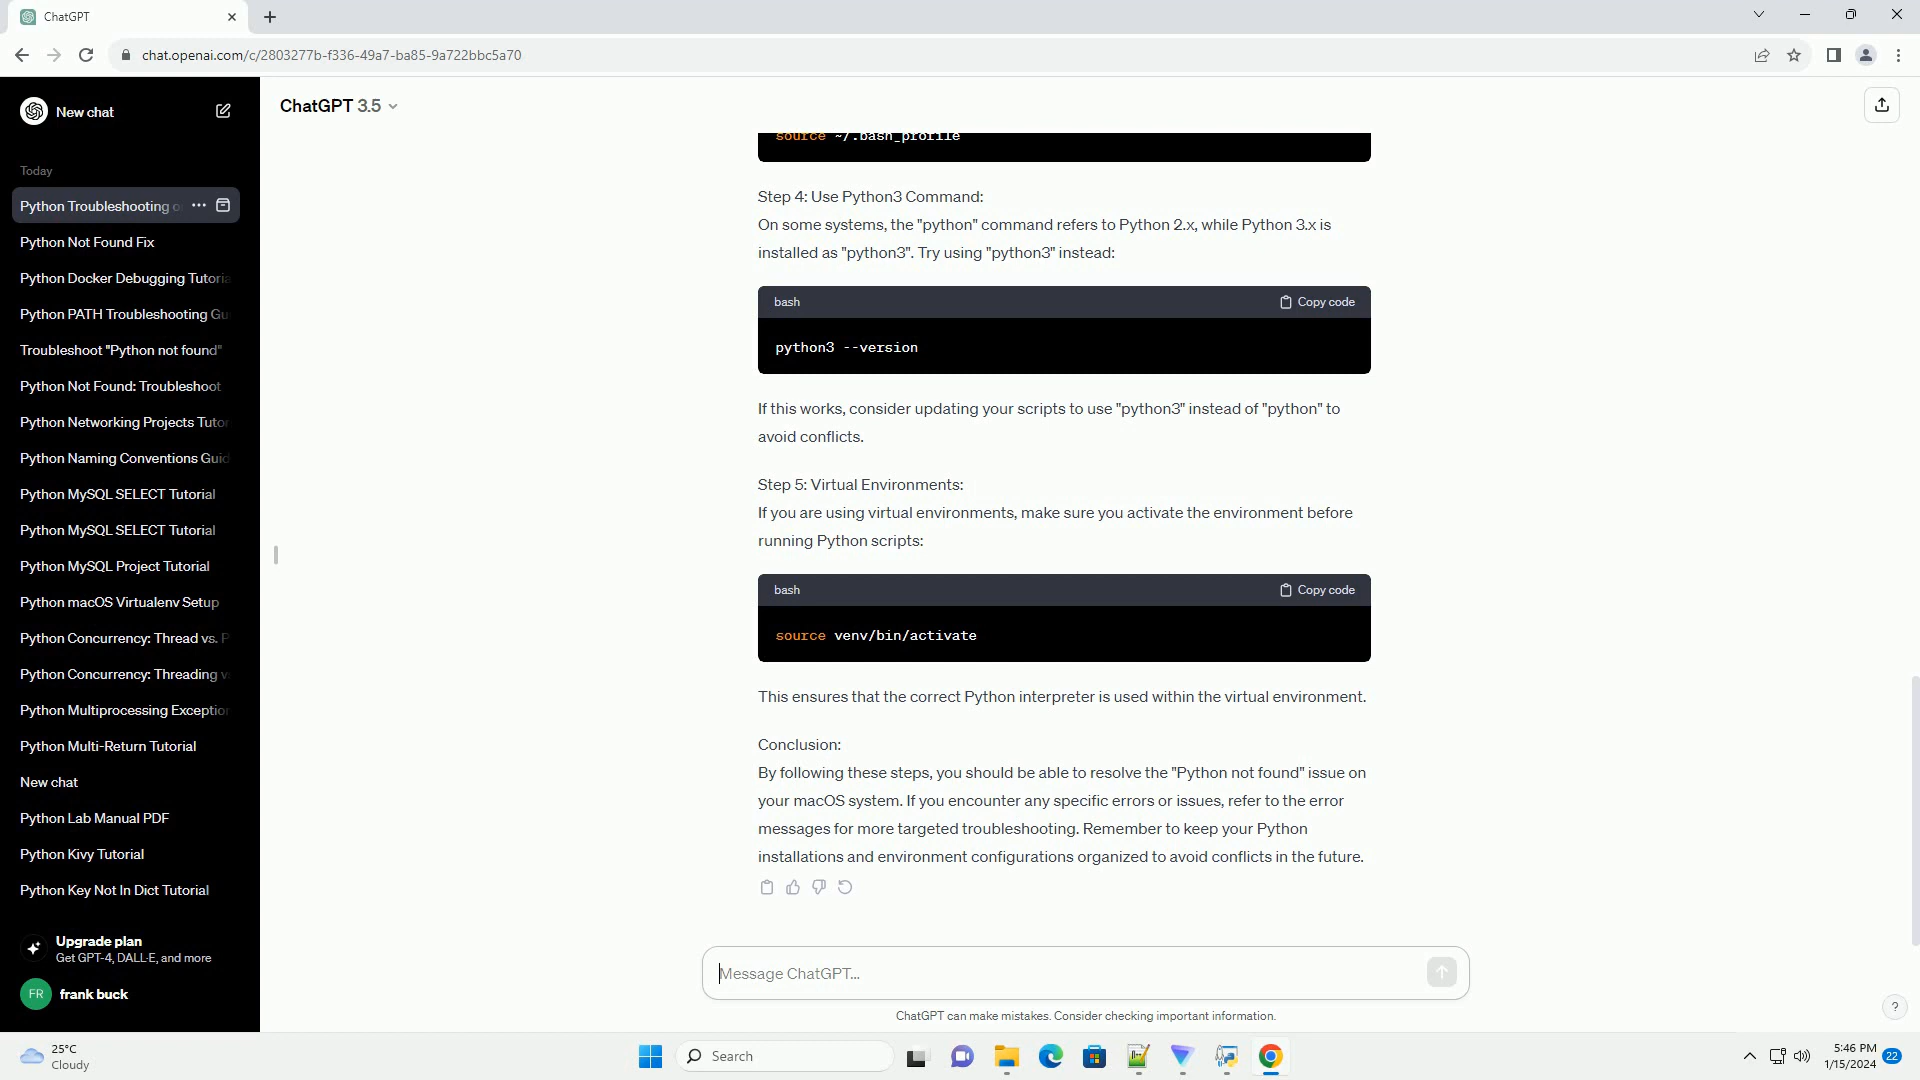 ChatGPT
chat.openai.com/c/2803277b-f336-49a7-ba85-9a722bbc5a70
New chat
Today
Python Troubleshooting o
Python Not Found Fix
Python Docker Debugging Tutoria
Python PATH Troubleshooting Gu
Troubleshoot "Python not found"
Python Not Found: Troubleshoot
Python Networking Projects Tutor
Python Naming Conventions Guid
Python MySQL SELECT Tutorial
Python MySQL SELECT Tutorial
Python MySQL Project Tutorial
Python macOS Virtualenv Setup
Python Concurrency: Thread vs. P
Python Concurrency: Threading v
Python Multiprocessing Exception
Python Multi-Return Tutorial
New chat
Python Lab Manual PDF
Python Kivy Tutorial
Python Key Not In Dict Tutorial
Upgrade plan
Get GPT-4, DALL·E, and more
FR frank buck
ChatGPT 3.5
source ~/.bash_profile
Step 4: Use Python3 Command:
On some systems, the "python" command refers to Python 2.x, while Python 3.x is
installed as "python3". Try using "python3" instead:
bash Copy code
python3 --version
If this works, consider updating your scripts to use "python3" instead of "python" to
avoid conflicts.
Step 5: Virtual Environments:
If you are using virtual environments, make sure you activate the environment before
running Python scripts:
bash Copy code
source venv/bin/activate
This ensures that the correct Python interpreter is used within the virtual environment.
Conclusion:
By following these steps, you should be able to resolve the "Python not found" issue on
your macOS system. If you encounter any specific errors or issues, refer to the error
messages for more targeted troubleshooting. Remember to keep your Python
installations and environment configurations organized to avoid conflicts in the future.
Message ChatGPT...
ChatGPT can make mistakes. Consider checking important information.
?
25°C
Cloudy
Search
5:46 PM
1/15/2024
22